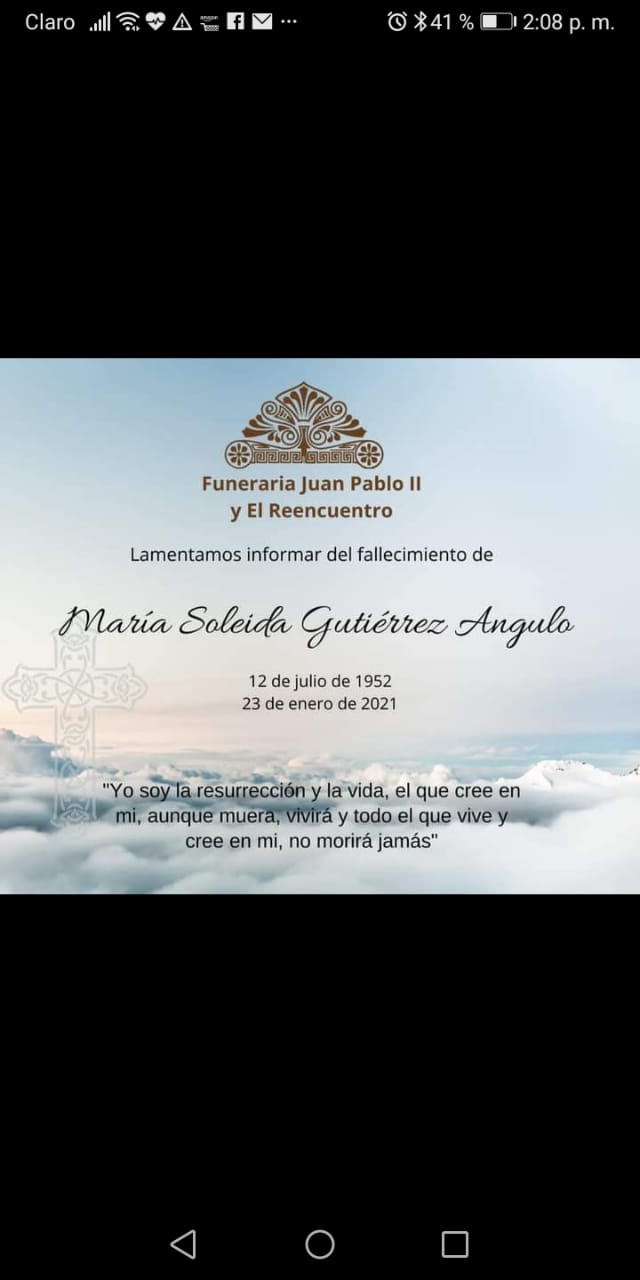 Claro 41 % 2:08 p. m.
Funeraria Juan Pablo II
y El Reencuentro
Lamentamos informar del fallecimiento de
María Soleida Gutiérrez Angulo
12 de julio de 1952
23 de enero de 2021
"Yo soy la resurrección y la vida, el que cree en
mi, aunque muera, vivirá y todo el que vive y
cree en mi, no morirá jamás"